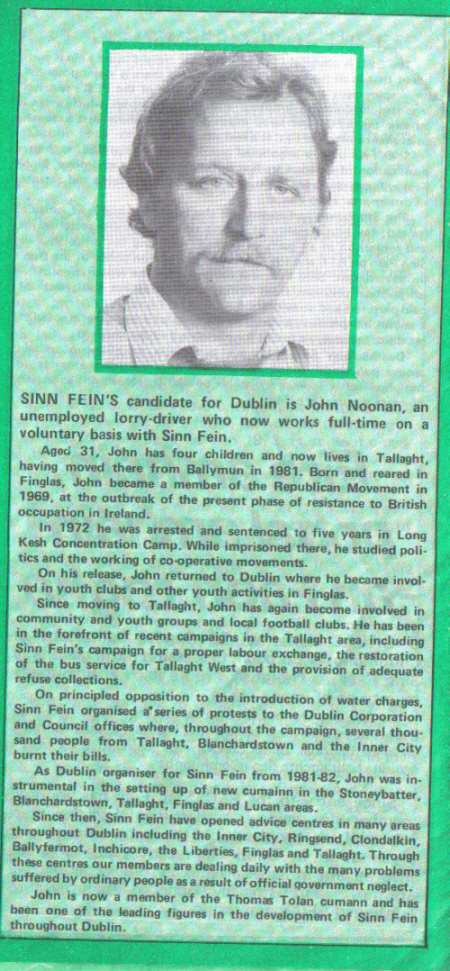 SINN FEIN'S candidate for Dublin is John Noonan, an
unemployed lorry-driver who now works full-time on a
voluntary basis with Sinn Fein.
Aged 31, John has four children and now lives in Tallaght,
having moved there from Ballymun in 1981. Born and reared in
Finglas, John became a member of the Republican Movement in
1969, at the outbreak of the present phase of resistance to British
occupation in Ireland.
In 1972 he was arrested and sentenced to five years in Long
Kesh Concentration Camp. While imprisoned there, he studied poli-
tics and the working of co-operative movements.
On his release, John returned to Dublin where he became invol-
ved in youth clubs and other youth activities in Finglas.
Since moving to Tallaght, John has again become involved in
community and youth groups and local football clubs. He has been
in the forefront of recent campaigns in the Tallaght area, including
Sinn Fein's campaign for a proper labour exchange, the restoration
of the bus service for Tallaght West and the provision of adequate
refuse collections.
On principled opposition to the introduction of water charges,
Sinn Fein organised a series of protests to the Dublin Corporation
and Council offices where, throughout the campaign, several thou-
sand people from Tallaght, Blanchardstown and the Inner City
burnt their bills.
As Dublin organiser for Sinn Fein from 1981-82, John was in-
strumental in the setting up of new cumainn in the Stoneybatter,
Blanchardstown, Tallaght, Finglas and Lucan areas.
Since then, Sinn Fein have opened advice centres in many areas
throughout Dublin including the Inner City, Ringsend, Clondalkin,
Ballyfermot, Inchicore, the Liberties, Finglas and Tallaght. Through
these centres our members are dealing daily with the many problems
suffered by ordinary people as a result of official government neglect.
John is now a member of the Thomas Tolan cumann and has
been one of the leading figures in the development of Sinn Fein
throughout Dublin.